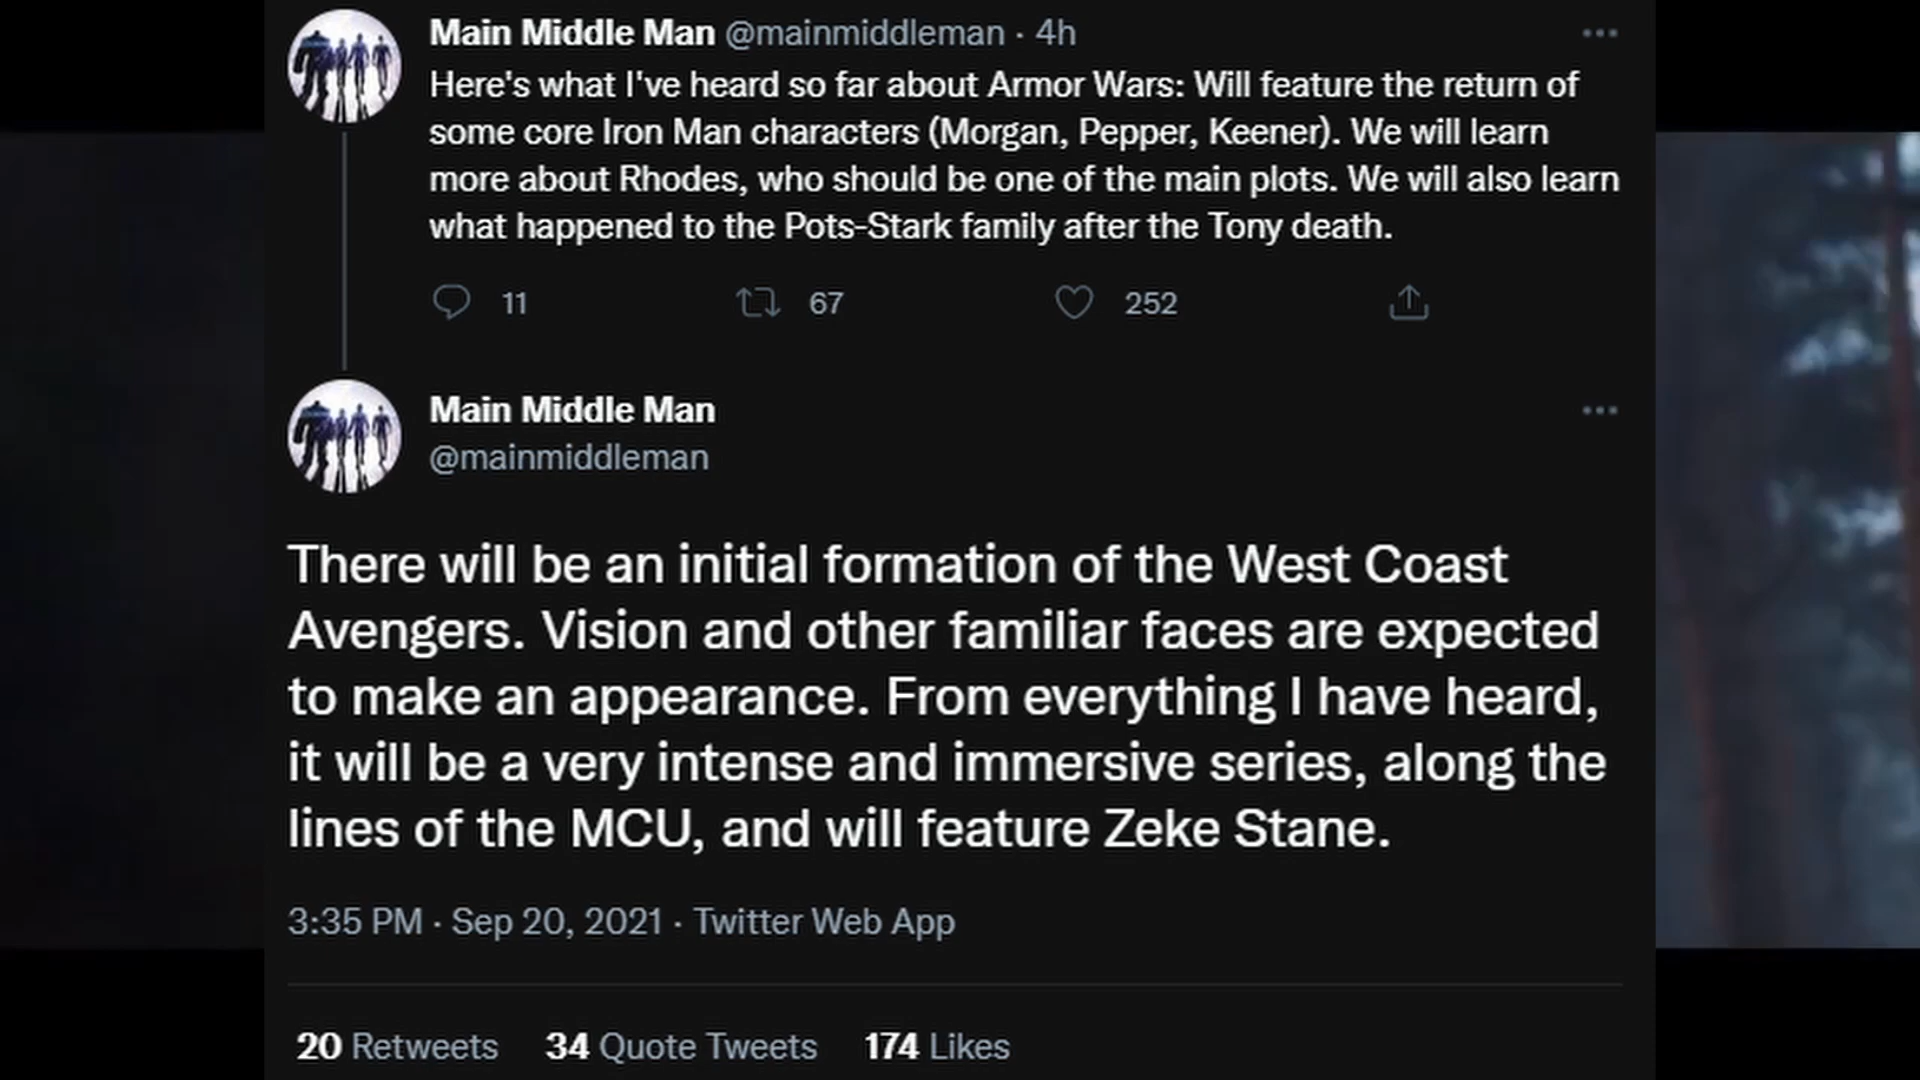 Main Middle Man @mainmiddleman · 4h
Here's what I've heard so far about Armor Wars: Will feature the return of
some core Iron Man characters (Morgan, Pepper, Keener). We will learn
more about Rhodes, who should be one of the main plots. We will also learn
what happened to the Pots-Stark family after the Tony death.
11 67 252
Main Middle Man
@mainmiddleman
There will be an initial formation of the West Coast
Avengers. Vision and other familiar faces are expected
to make an appearance. From everything I have heard,
it will be a very intense and immersive series, along the
lines of the MCU, and will feature Zeke Stane.
3:35 PM · Sep 20, 2021 · Twitter Web App
20 Retweets 34 Quote Tweets 174 Likes